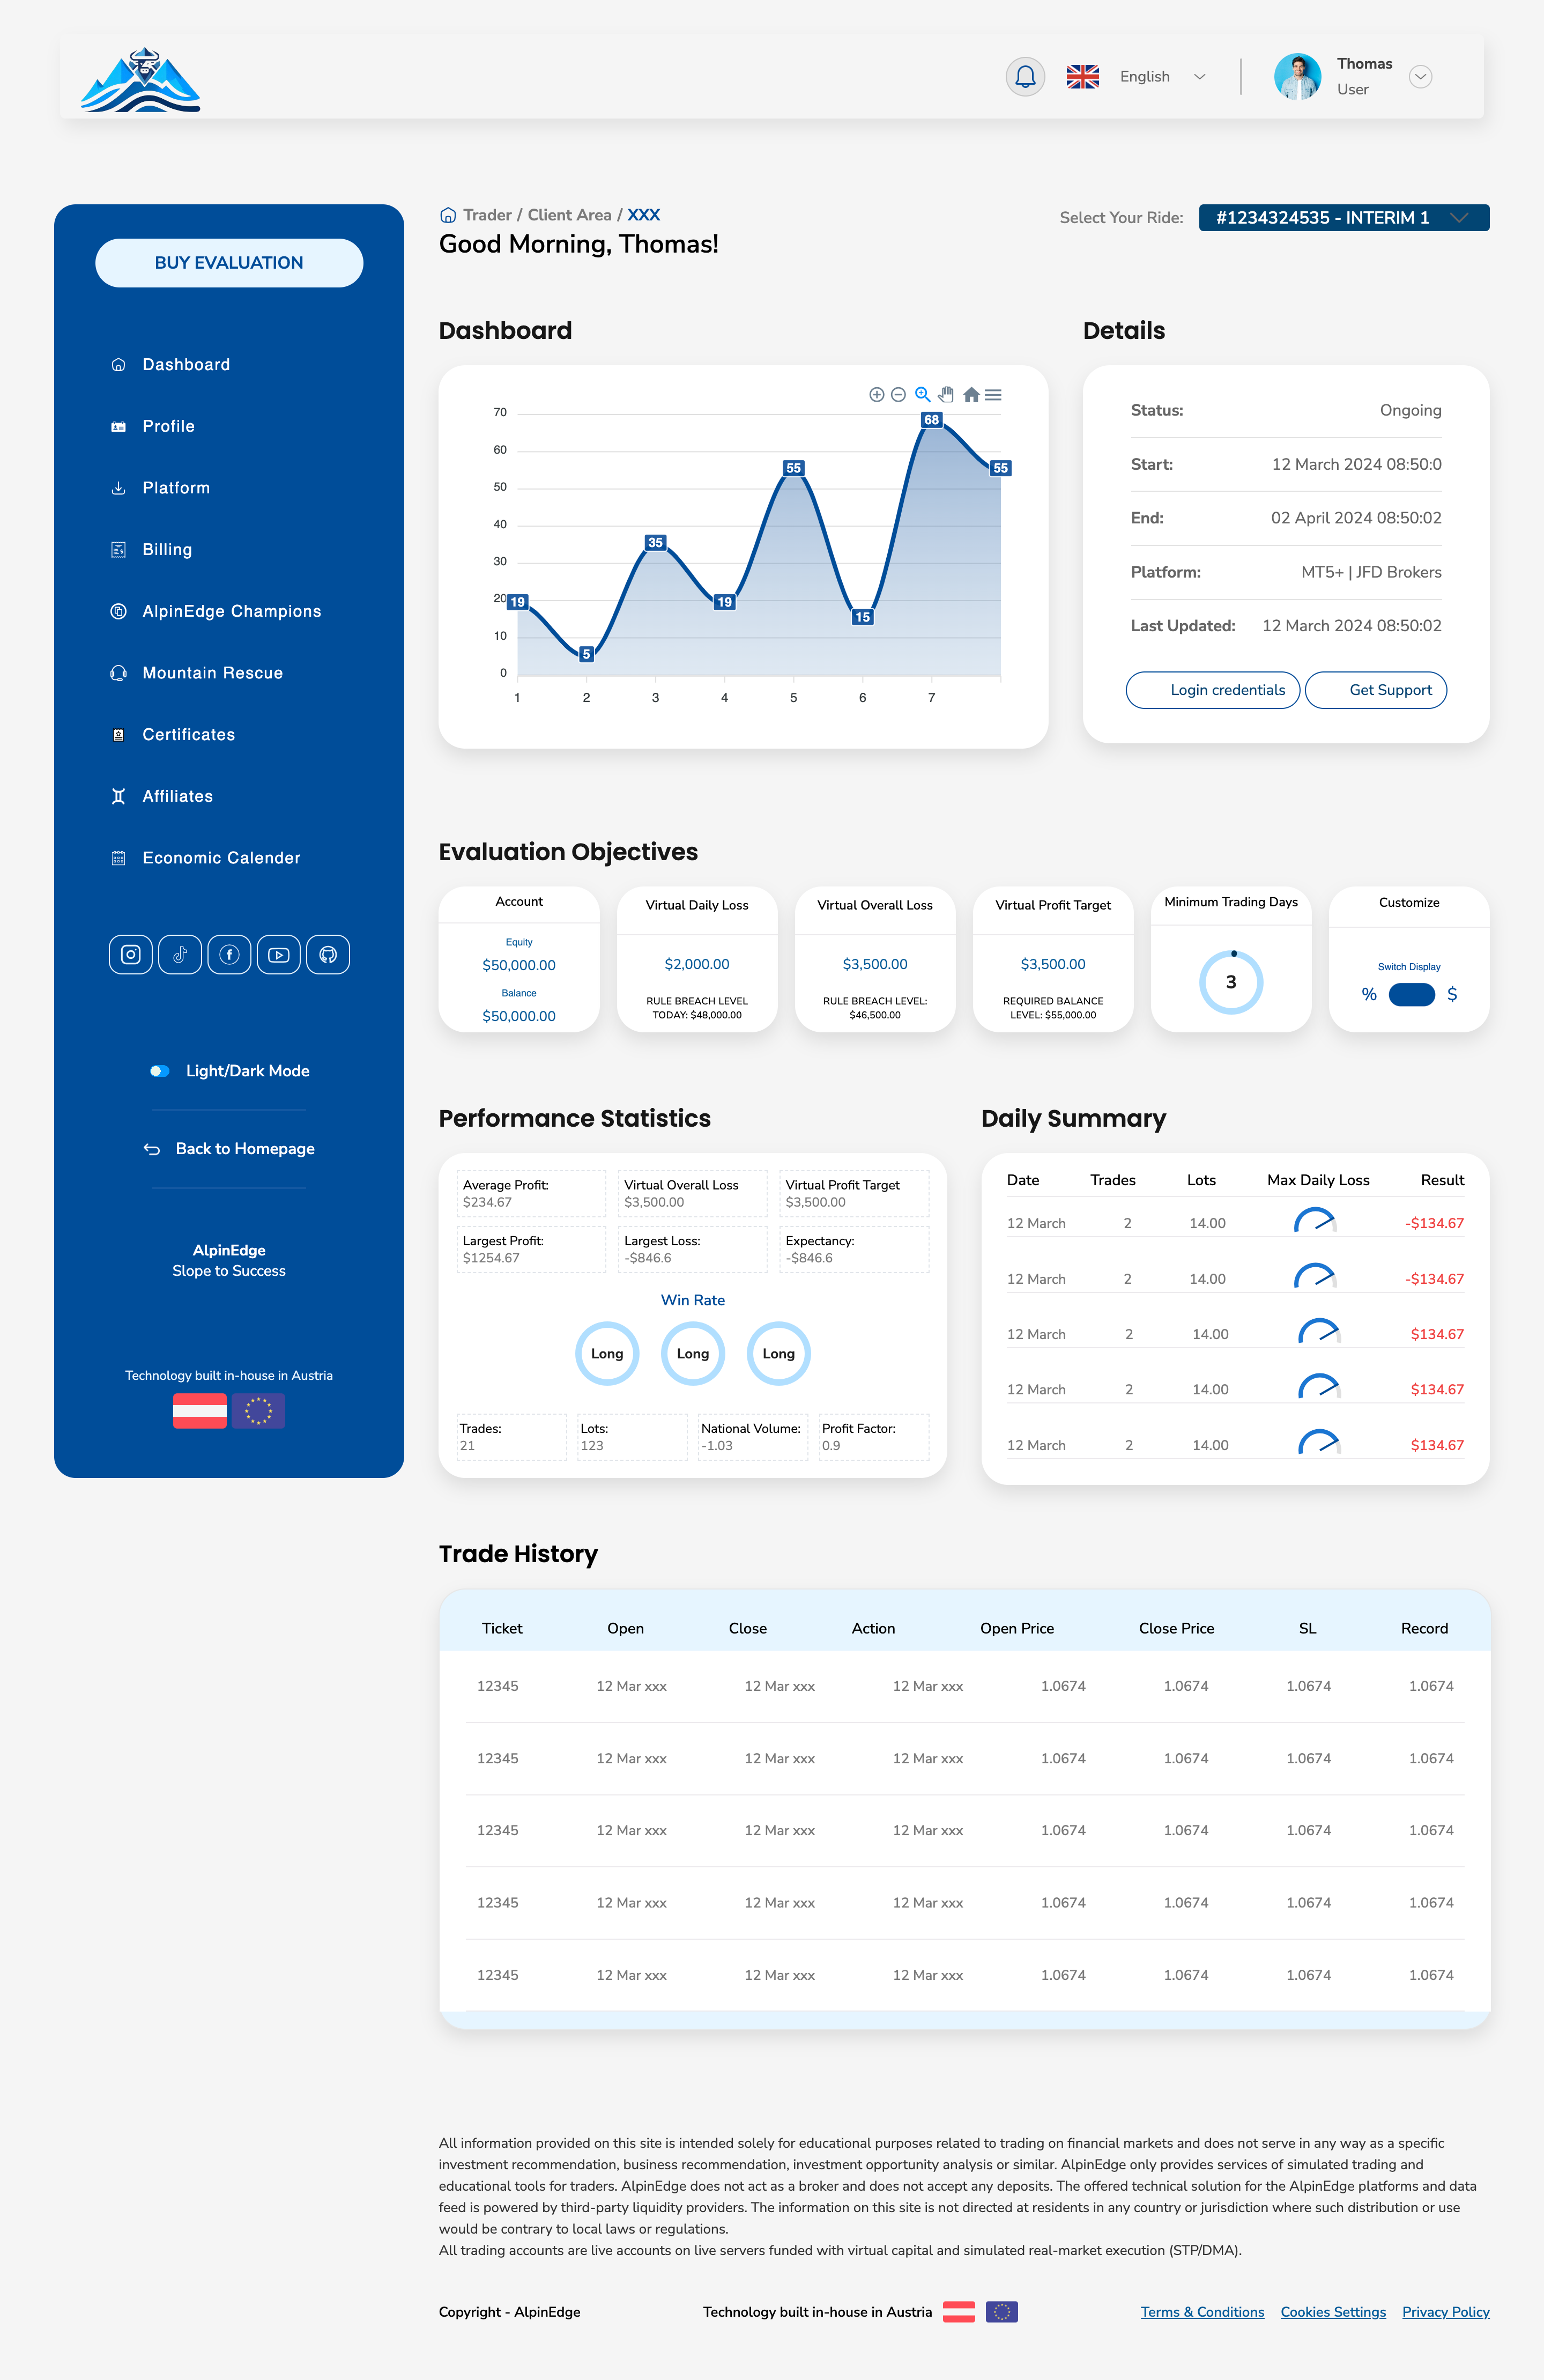 English
Thomas
User
BUY EVALUATION
Dashboard
Profile
Platform
Billing
AlpinEdge Champions
Mountain Rescue
Certificates
Affiliates
Economic Calender
Light/Dark Mode
Back to Homepage
AlpinEdge
Slope to Success
Technology built in-house in Austria
Trader / Client Area / XXX
Good Morning, Thomas!
Select Your Ride: #1234324535 - INTERIM 1
Dashboard
70
60
50
40
30
20
10
0
19
5
35
19
55
15
68
55
1 2 3 4 5 6 7
Details
Status: Ongoing
Start: 12 March 2024 08:50:0
End: 02 April 2024 08:50:02
Platform: MT5+ | JFD Brokers
Last Updated: 12 March 2024 08:50:02
Login credentials Get Support
Evaluation Objectives
Account
Equity
$50,000.00
Balance
$50,000.00
Virtual Daily Loss
$2,000.00
RULE BREACH LEVEL
TODAY: $48,000.00
Virtual Overall Loss
$3,500.00
RULE BREACH LEVEL:
$46,500.00
Virtual Profit Target
$3,500.00
REQUIRED BALANCE
LEVEL: $55,000.00
Minimum Trading Days
3
Customize
Switch Display
% $
Performance Statistics
Average Profit: Virtual Overall Loss Virtual Profit Target
$234.67 $3,500.00 $3,500.00
Largest Profit: Largest Loss: Expectancy:
$1254.67 -$846.6 -$846.6
Win Rate
Long Long Long
Trades: Lots: National Volume: Profit Factor:
21 123 -1.03 0.9
Daily Summary
Date Trades Lots Max Daily Loss Result
12 March 2 14.00 -$134.67
12 March 2 14.00 -$134.67
12 March 2 14.00 $134.67
12 March 2 14.00 $134.67
12 March 2 14.00 $134.67
Trade History
Ticket Open Close Action Open Price Close Price SL Record
12345 12 Mar xxx 12 Mar xxx 12 Mar xxx 1.0674 1.0674 1.0674 1.0674
12345 12 Mar xxx 12 Mar xxx 12 Mar xxx 1.0674 1.0674 1.0674 1.0674
12345 12 Mar xxx 12 Mar xxx 12 Mar xxx 1.0674 1.0674 1.0674 1.0674
12345 12 Mar xxx 12 Mar xxx 12 Mar xxx 1.0674 1.0674 1.0674 1.0674
12345 12 Mar xxx 12 Mar xxx 12 Mar xxx 1.0674 1.0674 1.0674 1.0674
All information provided on this site is intended solely for educational purposes related to trading on financial markets and does not serve in any way as a specific
investment recommendation, business recommendation, investment opportunity analysis or similar. AlpinEdge only provides services of simulated trading and
educational tools for traders. AlpinEdge does not act as a broker and does not accept any deposits. The offered technical solution for the AlpinEdge platforms and data
feed is powered by third-party liquidity providers. The information on this site is not directed at residents in any country or jurisdiction where such distribution or use
would be contrary to local laws or regulations.
All trading accounts are live accounts on live servers funded with virtual capital and simulated real-market execution (STP/DMA).
Copyright - AlpinEdge Technology built in-house in Austria Terms & Conditions Cookies Settings Privacy Policy